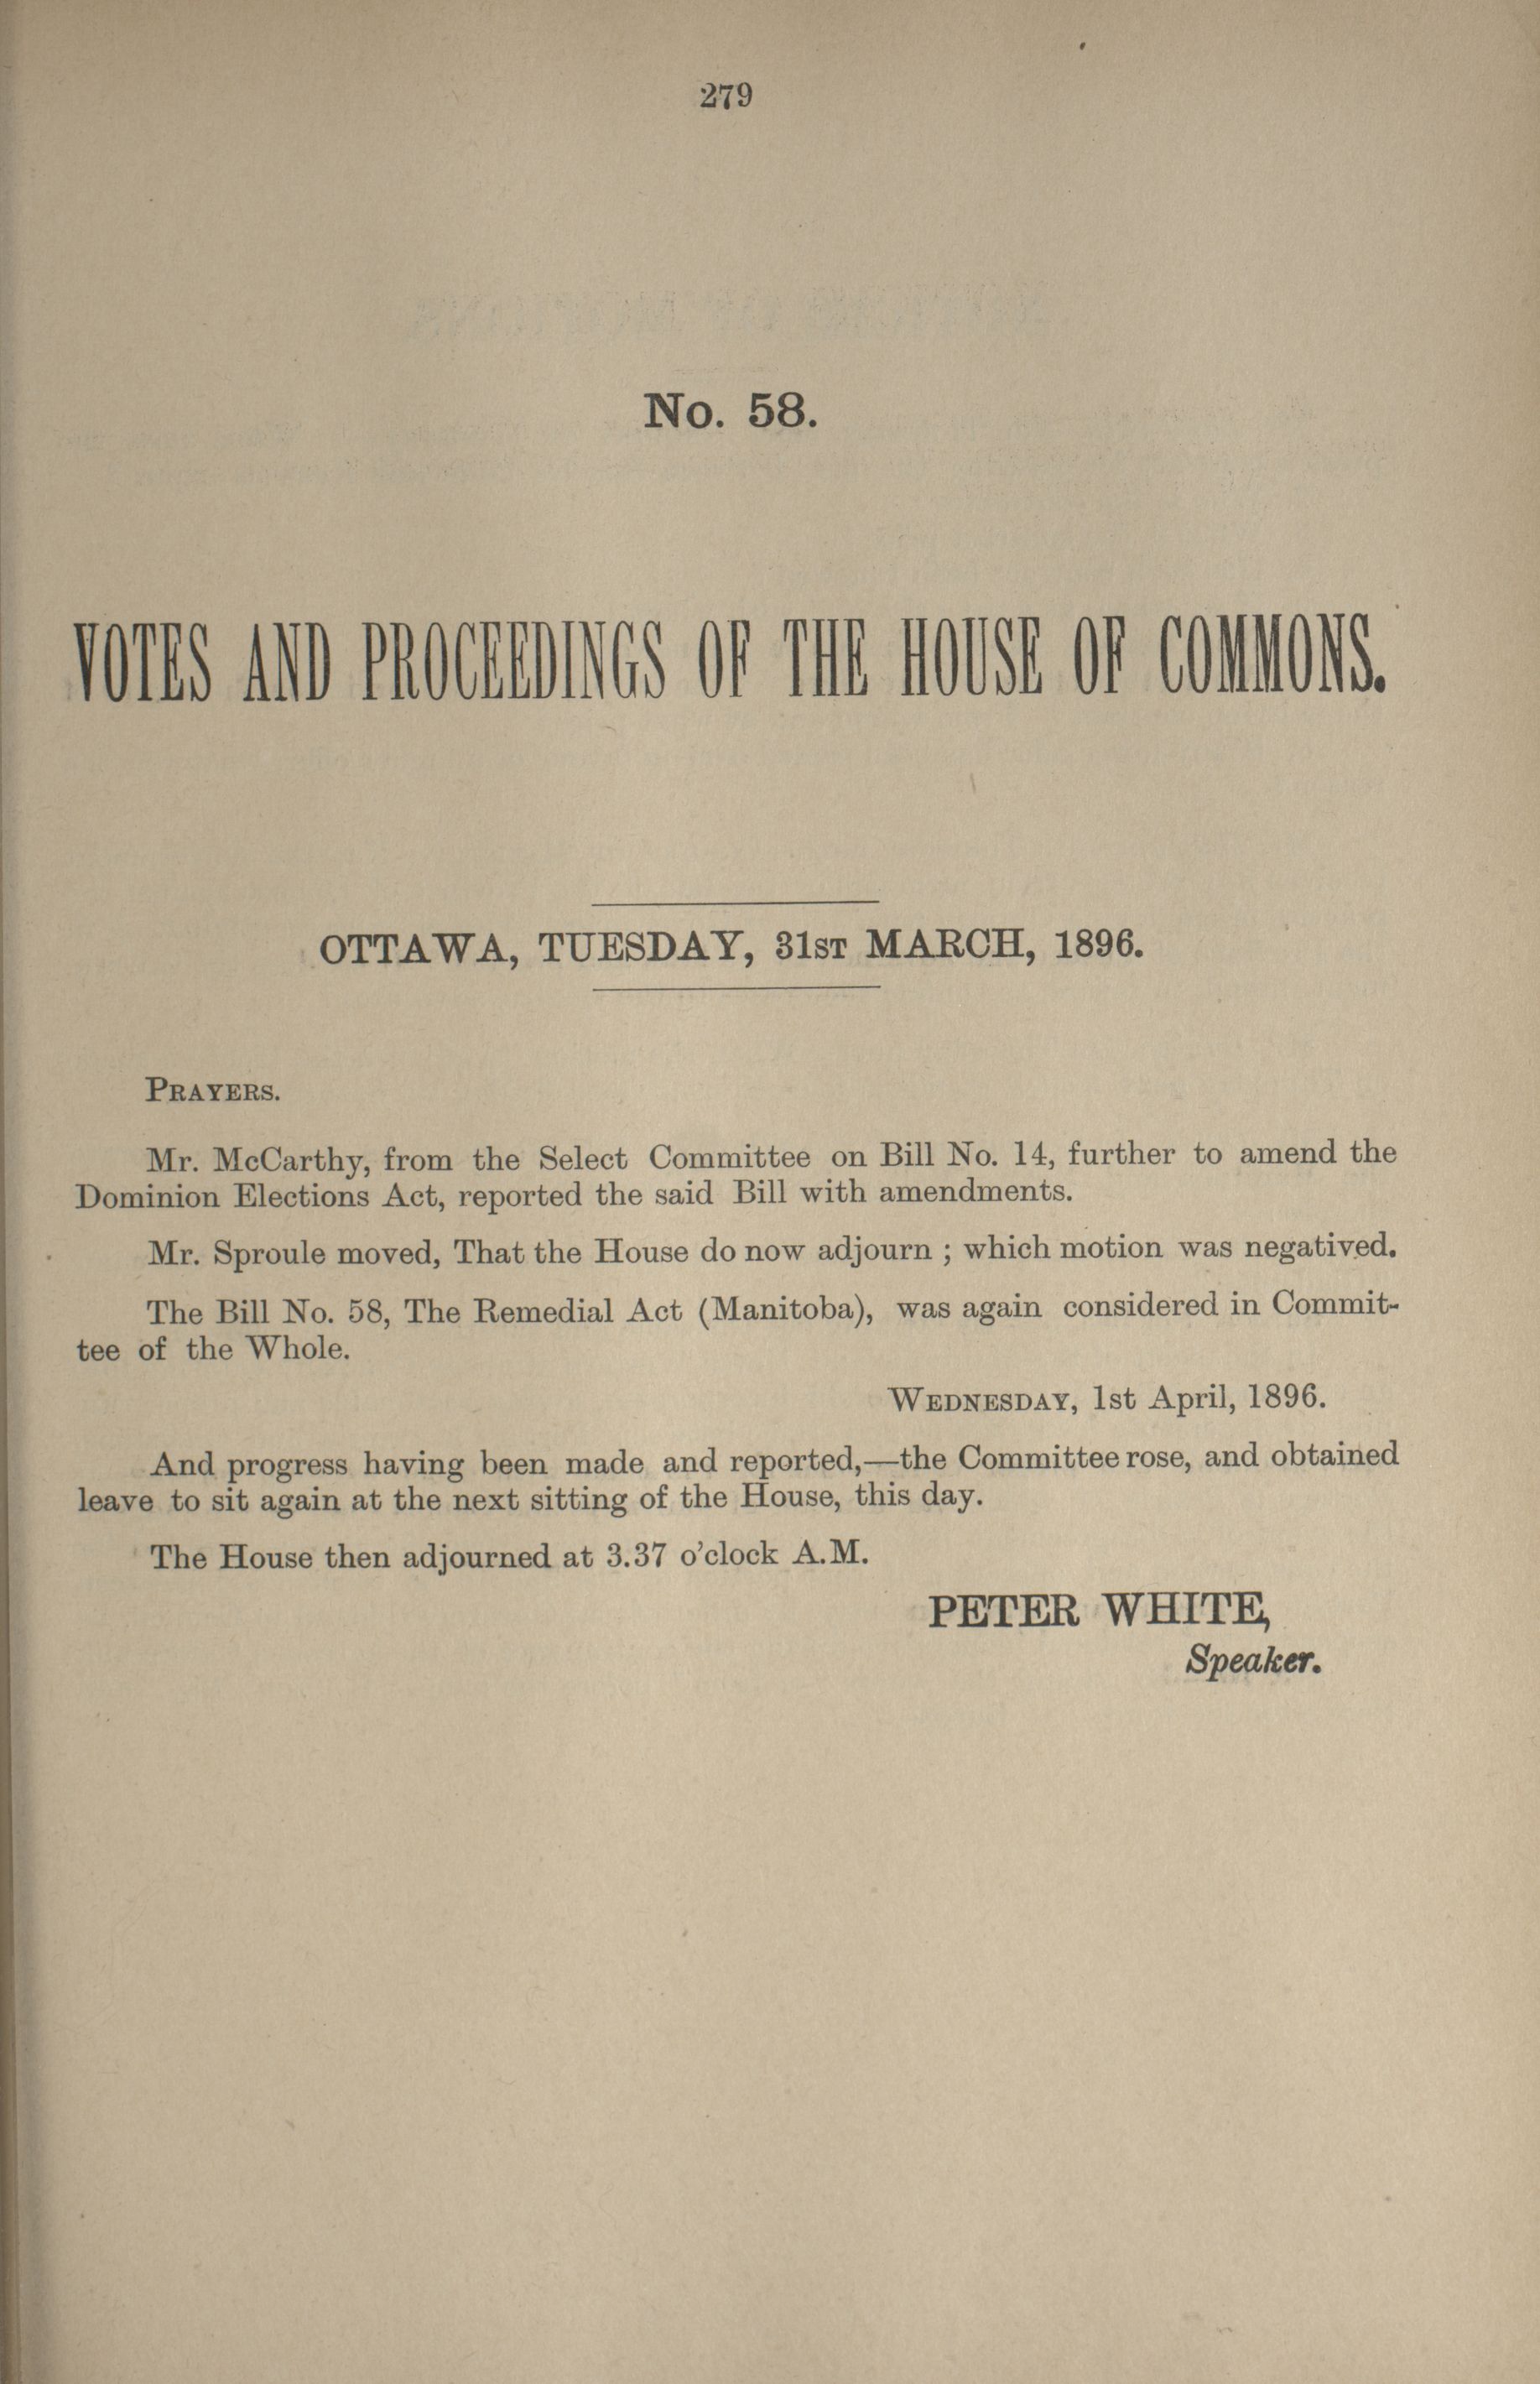 279
No. 58.
VOTES AND PROCEEDINGS OF THE HOUSE OF COMMONS.
OTTAWA, TUESDAY, 31ST MARCH, 1896.
PRAYERS.
Mr. McCarthy, from the Select Committee on Bill No. 14, further to amend the
Dominion Elections Act, reported the said Bill with amendments.
Mr. Sproule moved, That the House do now adjourn ; which motion was negatived.
The Bill No. 58, The Remedial Act (Manitoba), was again considered in Commit-
tee of the Whole.
WEDNESDAY, 1st April, 1896.
And progress having been made and reported,—the Committee rose, and obtained
leave to sit again at the next sitting of the House, this day.
The House then adjourned at 3.37 o'clock A.M.
PETER WHITE,
Speaker.